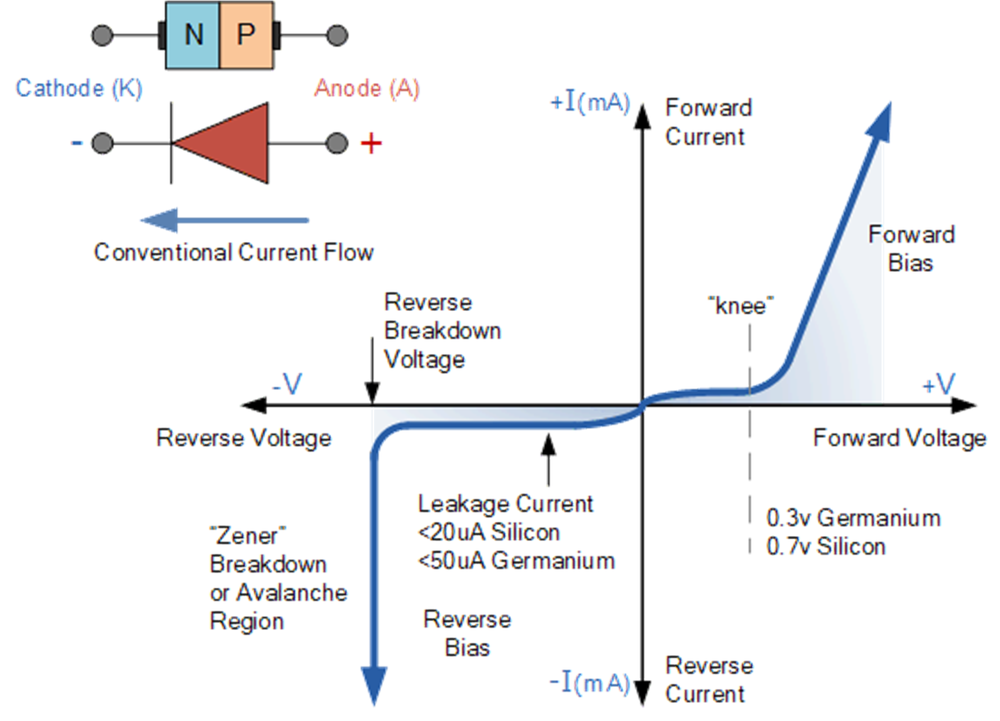 N P
Cathode (K) Anode (A)
- +
Conventional Current Flow
+I(mA)
Forward
Current
Forward
Bias
"knee"
Reverse
Breakdown
Voltage
-V
+V
Reverse Voltage
Forward Voltage
Leakage Current
<20uA Silicon
<50uA Germanium
0.3v Germanium
0.7v Silicon
"Zener"
Breakdown
or Avalanche
Region
Reverse
Bias
-I(mA)
Reverse
Current